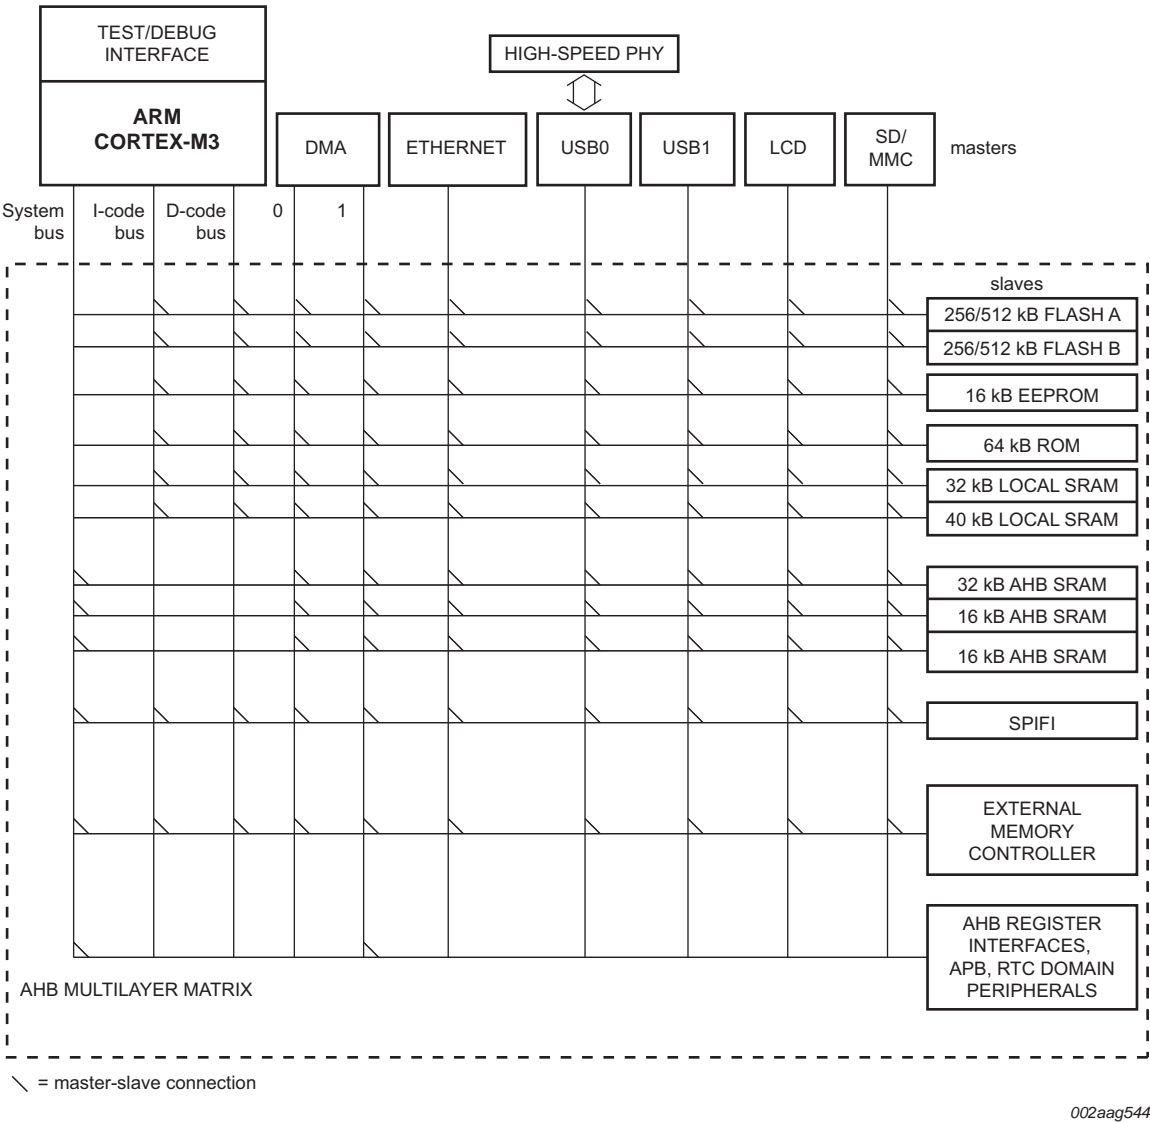 TEST/DEBUG
INTERFACE
ARM
CORTEX-M3
HIGH-SPEED PHY
DMA
ETHERNET
USB0
USB1
LCD
SD/
MMC
masters
System
bus
I-code
bus
D-code
bus
0
1
slaves
256/512 kB FLASH A
256/512 kB FLASH B
16 kB EEPROM
64 kB ROM
32 kB LOCAL SRAM
40 kB LOCAL SRAM
32 kB AHB SRAM
16 kB AHB SRAM
16 kB AHB SRAM
SPIFI
EXTERNAL
MEMORY
CONTROLLER
AHB REGISTER
INTERFACES,
APB, RTC DOMAIN
PERIPHERALS
AHB MULTILAYER MATRIX
= master-slave connection
002aag544